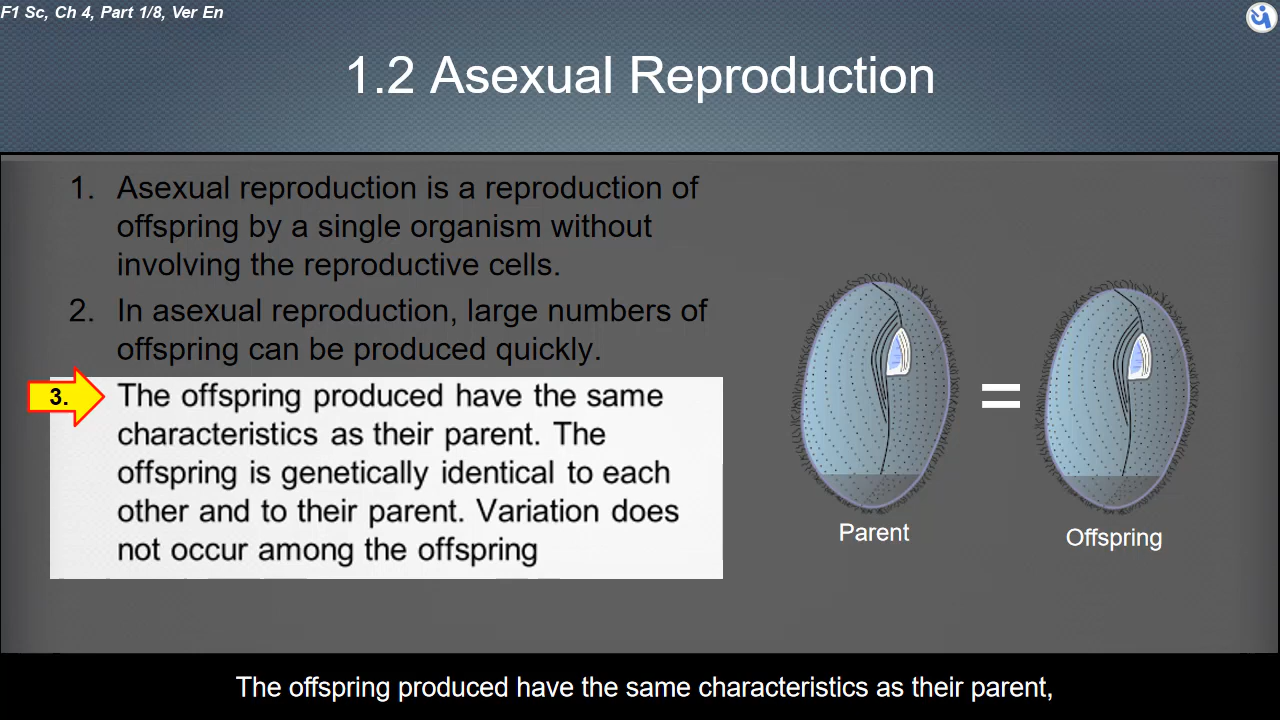 F1 Sc, Ch 4, Part 1/8, Ver En
1.2 Asexual Reproduction
1. Asexual reproduction is a reproduction of
offspring by a single organism without
involving the reproductive cells.
2. In asexual reproduction, large numbers of
offspring can be produced quickly.
3. The offspring produced have the same
characteristics as their parent. The
offspring is genetically identical to each
other and to their parent. Variation does
not occur among the offspring
=
Parent
Offspring
The offspring produced have the same characteristics as their parent,